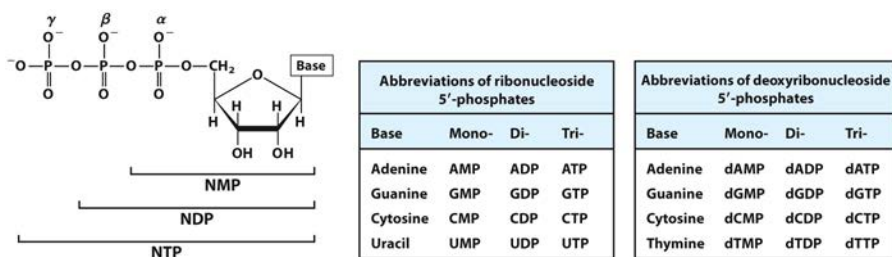 γ β α
O⁻ O⁻ O⁻
⁻O—P—O—P—O—P—O—CH₂ O Base
O O O
H H
H H
OH OH
NMP
NDP
NTP
Abbreviations of ribonucleoside
5′-phosphates
Base Mono- Di- Tri-
Adenine AMP ADP ATP
Guanine GMP GDP GTP
Cytosine CMP CDP CTP
Uracil UMP UDP UTP
Abbreviations of deoxyribonucleoside
5′-phosphates
Base Mono- Di- Tri-
Adenine dAMP dADP dATP
Guanine dGMP dGDP dGTP
Cytosine dCMP dCDP dCTP
Thymine dTMP dTDP dTTP